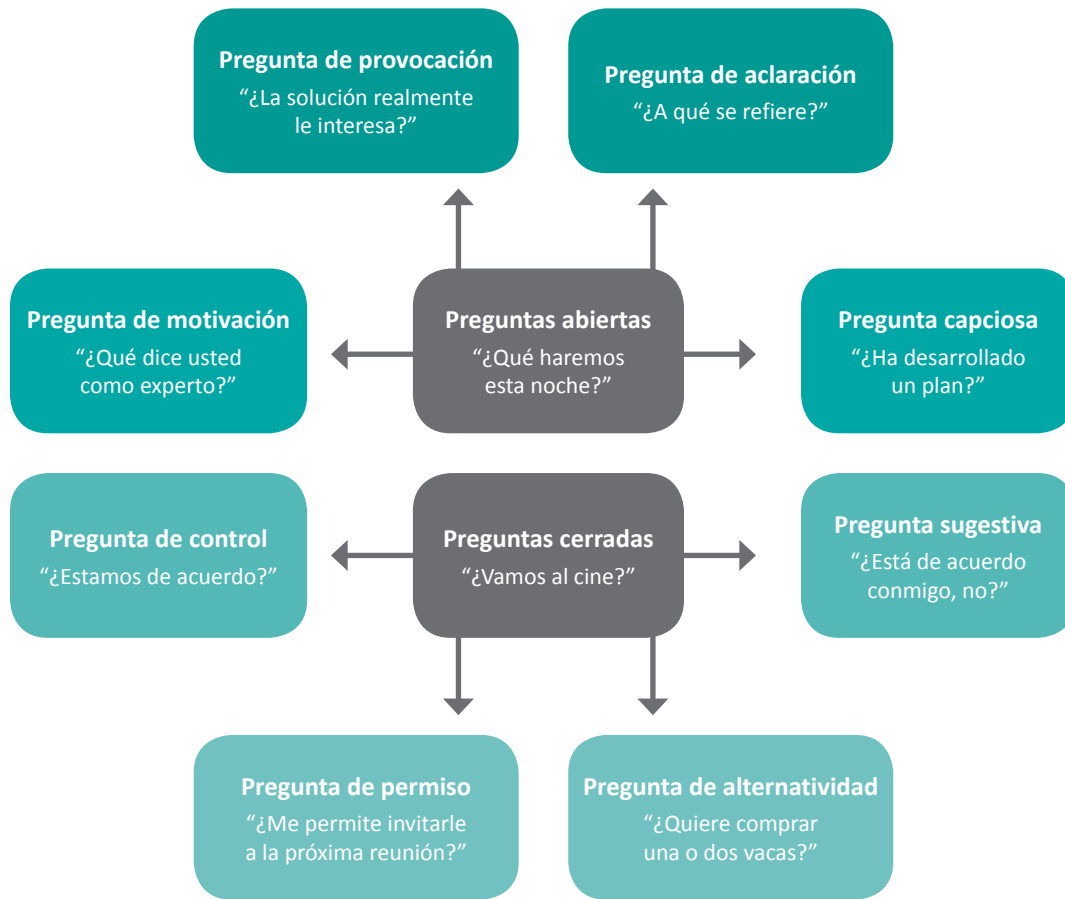 Pregunta de provocación
“¿La solución realmente
le interesa?”
Pregunta de aclaración
“¿A qué se refiere?”
Pregunta de motivación
“¿Qué dice usted
como experto?”
Preguntas abiertas
“¿Qué haremos
esta noche?”
Pregunta capciosa
“¿Ha desarrollado
un plan?”
Pregunta de control
“¿Estamos de acuerdo?”
Preguntas cerradas
“¿Vamos al cine?”
Pregunta sugestiva
“¿Está de acuerdo
conmigo, no?”
Pregunta de permiso
“¿Me permite invitarle
a la próxima reunión?”
Pregunta de alternatividad
“¿Quiere comprar
una o dos vacas?”